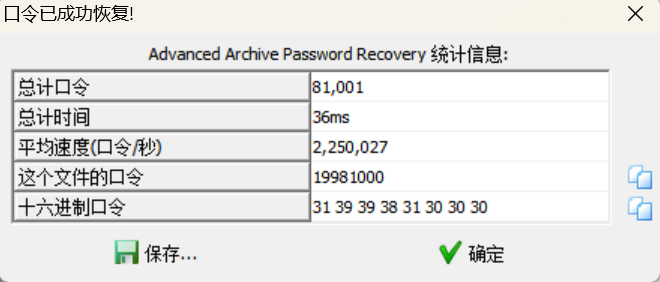 口令已成功恢复!
Advanced Archive Password Recovery 统计信息:
总计口令 81,001
总计时间 36ms
平均速度(口令/秒) 2,250,027
这个文件的口令 19981000
十六进制口令 31 39 39 38 31 30 30 30
保存... 确定